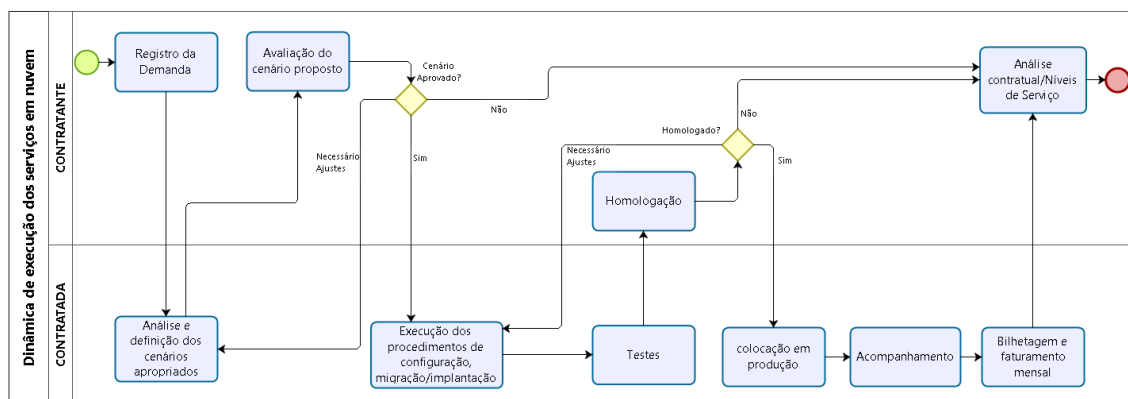 Dinâmica de execução dos serviços em nuvem
CONTRATANTE
Registro da
Demanda
Avaliação do
cenário proposto
Cenário
Aprovado?
Não
Necessário
Ajustes
Sim
Homologado?
Não
Necessário
Ajustes
Sim
Homologação
Análise
contratual/Níveis
de Serviço
CONTRATADA
Análise e
definição dos
cenários
apropriados
Execução dos
procedimentos de
configuração,
migração/implantação
Testes
colocação em
produção
Acompanhamento
Bilhetagem e
faturamento
mensal